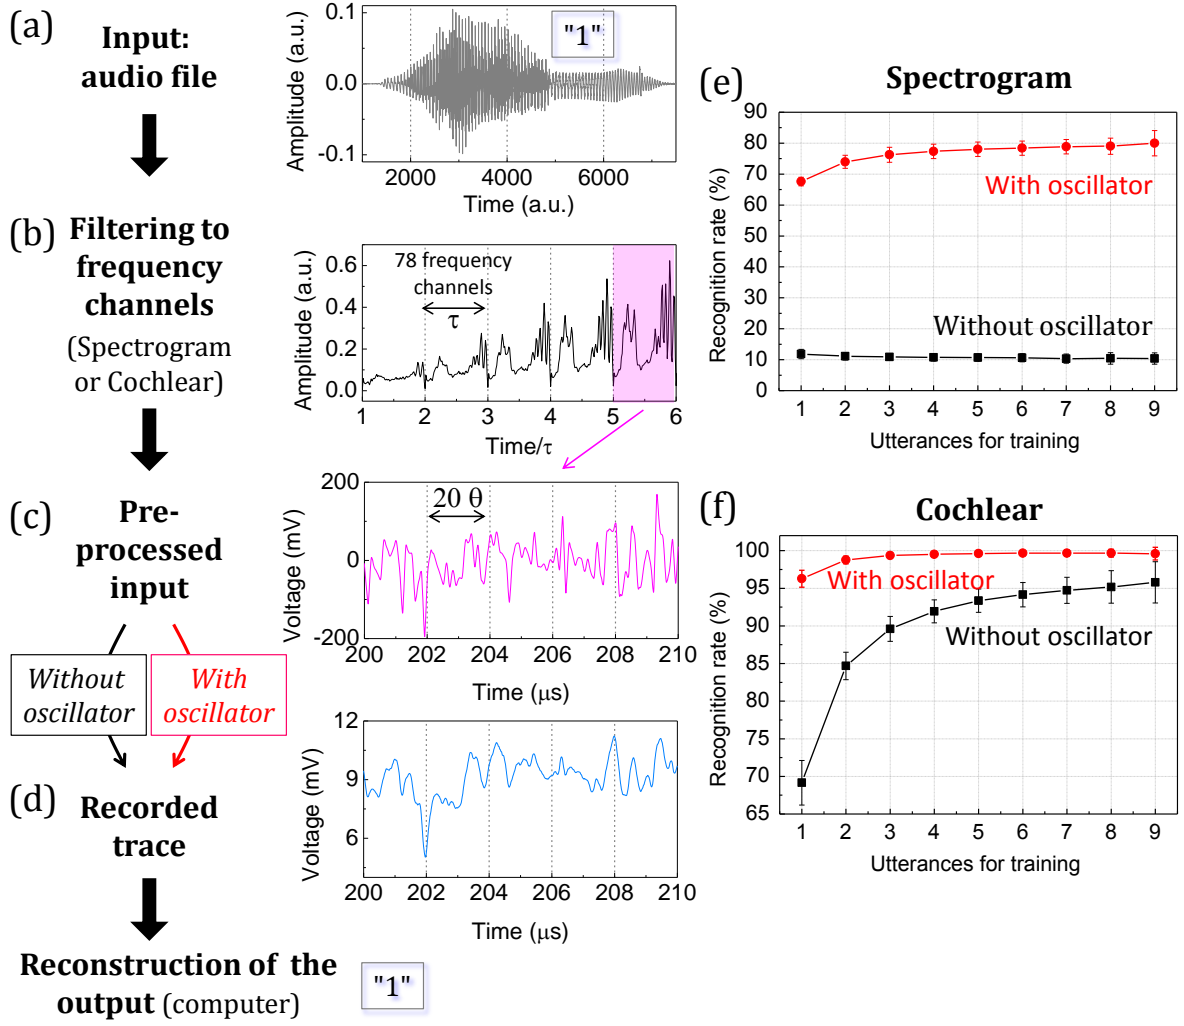 (a)
Input:
audio file
Amplitude (a.u.)
0.1
0.0
-0.1
"1"
2000 4000 6000
Time (a.u.)
(b)
Filtering to
frequency
channels
(Spectrogram
or Cochlear)
Amplitude (a.u.)
0.6
0.4
0.2
0.0
78 frequency
channels
τ
1 2 3 4 5 6
Time/τ
(c)
Pre-
processed
input
Without
oscillator
With
oscillator
Voltage (mV)
200
0
-200
20 θ
200 202 204 206 208 210
Time (μs)
(d)
Recorded
trace
Voltage (mV)
12
9
6
200 202 204 206 208 210
Time (μs)
Reconstruction of the
output (computer)
"1"
(e)
Spectrogram
Recognition rate (%)
90
80
70
60
50
40
30
20
10
0
With oscillator
Without oscillator
1 2 3 4 5 6 7 8 9
Utterances for training
(f)
Cochlear
Recognition rate (%)
100
95
90
85
80
75
70
65
With oscillator
Without oscillator
1 2 3 4 5 6 7 8 9
Utterances for training